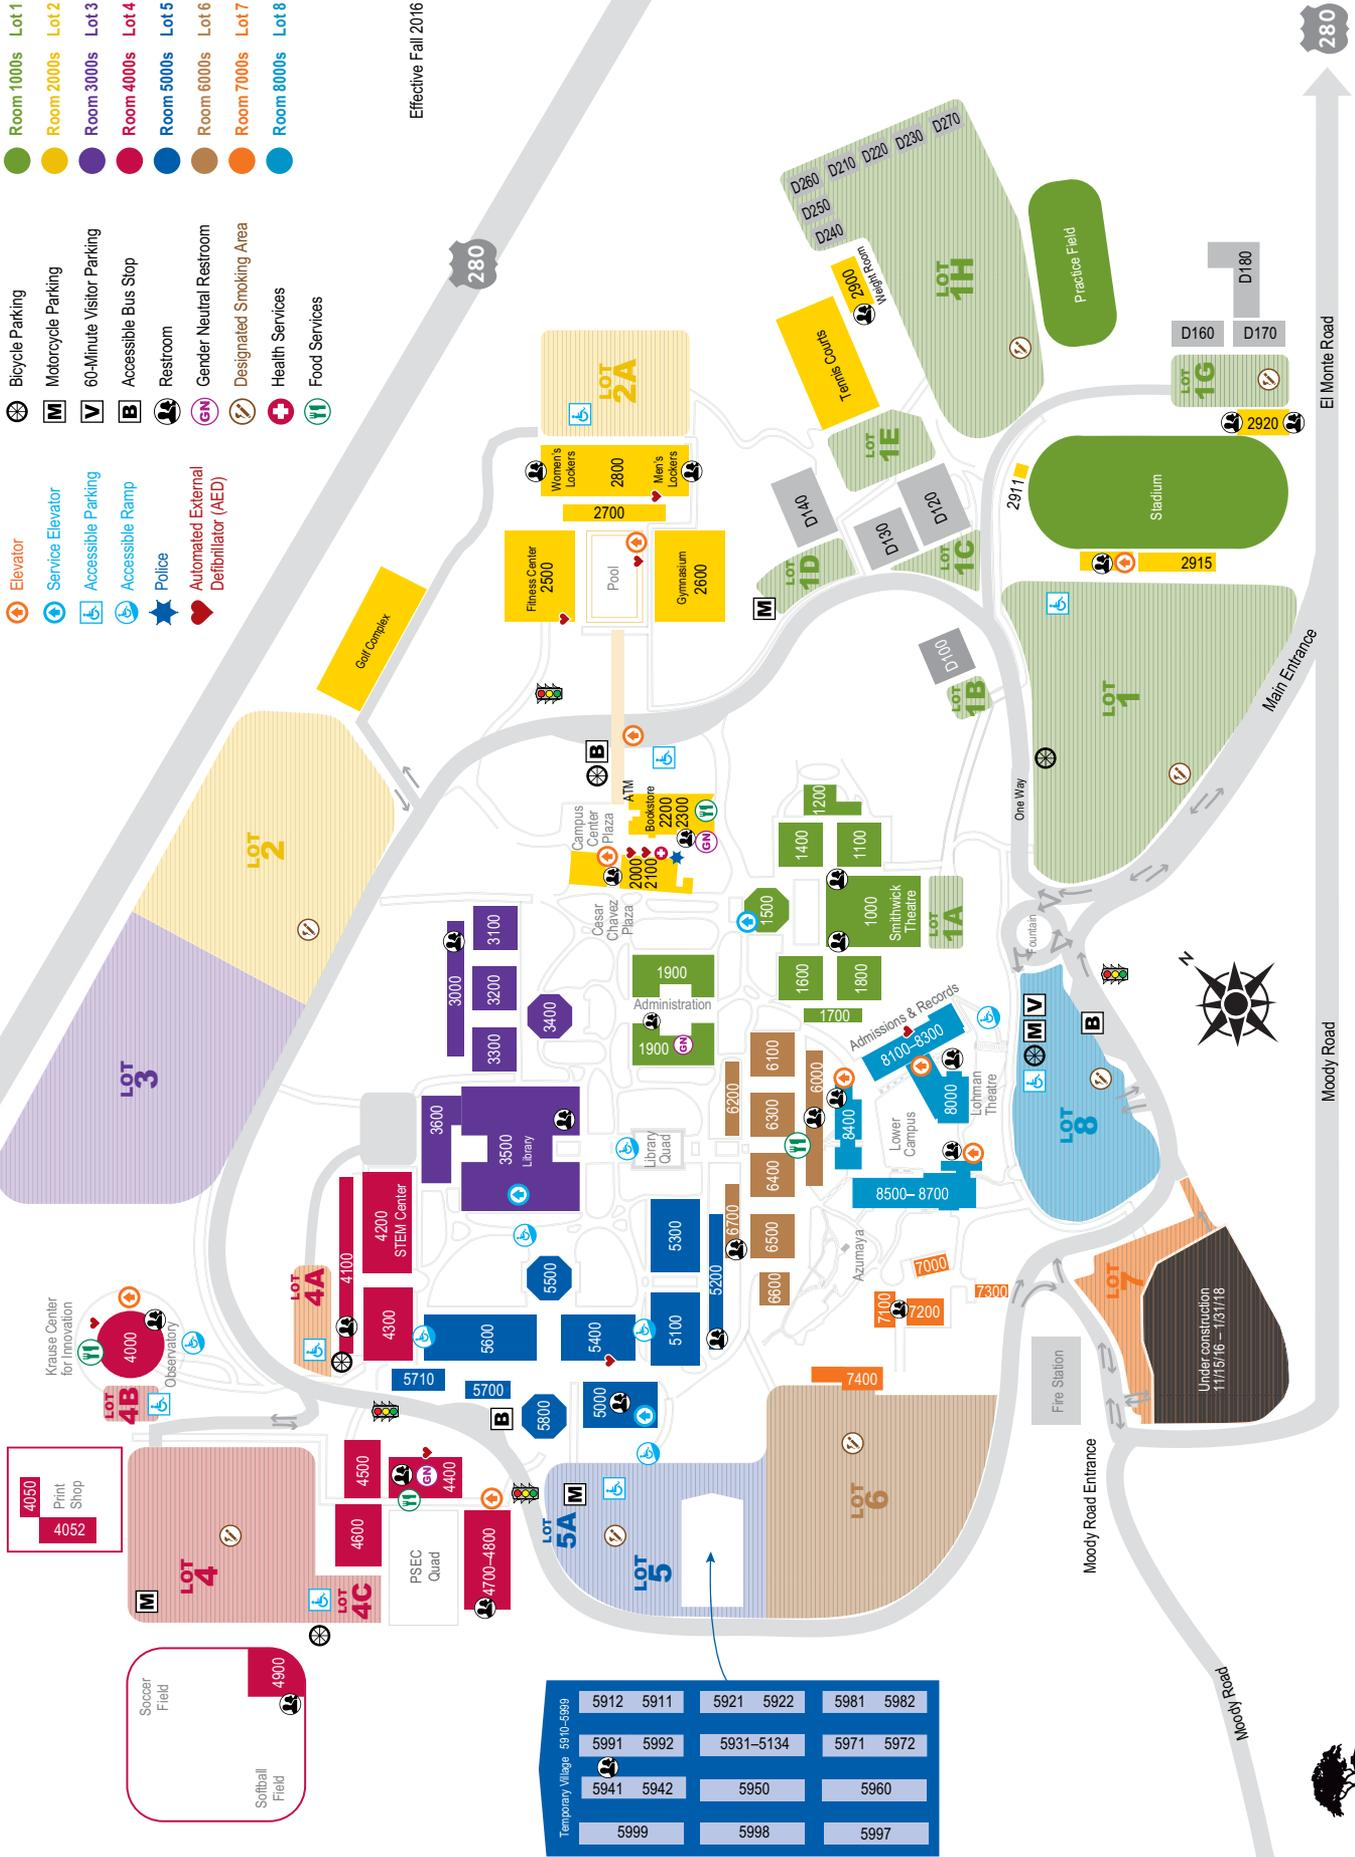 Room 1000s Lot 1
Room 2000s Lot 2
Room 3000s Lot 3
Room 4000s Lot 4
Room 5000s Lot 5
Room 6000s Lot 6
Room 7000s Lot 7
Room 8000s Lot 8
Bicycle Parking
M Motorcycle Parking
V 60-Minute Visitor Parking
B Accessible Bus Stop
Restroom
GN Gender Neutral Restroom
Designated Smoking Area
Health Services
Food Services
Elevator
Service Elevator
Accessible Parking
Accessible Ramp
Police
Automated External
Defibrillator (AED)
Effective Fall 2016
280
280
El Monte Road
Moody Road
Main Entrance
One Way
Moody Road Entrance
Moody Road
D260
D210
D220
D230
D270
D250
D240
2900
Weight Room
Tennis Courts
LOT
1H
Practice Field
D180
D160
D170
LOT
1G
2920
LOT
1E
2911
Stadium
2915
D140
D130
D120
LOT
1D
LOT
1C
M
D100
LOT
1B
LOT
1
LOT
2A
Women's
Lockers
2800
Men's
Lockers
2700
Fitness Center
2500
Pool
Gymnasium
2600
Golf Complex
LOT
2
LOT
3
B
ATM
Bookstore
2200
2300
GN
Campus
Center
Plaza
2000
2100
Cesar
Chavez
Plaza
1200
1400
1100
1500
1000
Smithwick
Theatre
LOT
1A
1600
1800
1700
1900
Administration
1900
GN
Fountain
N
3000
3100
3200
3300
3400
3600
3500
Library
Library
Quad
6200
6100
6000
6300
6400
6700
6500
6600
Admissions & Records
8100–8300
8000
Lohman
Theatre
8400
Lower
Campus
8500– 8700
M
V
B
LOT
8
Azumaya
7000
7300
7100
7200
7400
LOT
7
Under construction
11/15/16 – 1/31/18
Fire Station
4100
4200
STEM Center
4300
LOT
4A
5300
5200
5100
5500
5600
5400
5710
5700
5800
5000
B
Krause Center
for Innovation
4000
Observatory
LOT
4B
4050
Print
Shop
4052
LOT
4
M
4500
4400
GN
4600
PSEC
Quad
4700–4800
LOT
4C
LOT
5A
M
LOT
5
LOT
6
Soccer
Field
4900
Softball
Field
Temporary Village 5910–5999
5912 5911
5921 5922
5981 5982
5991 5992
5931–5134
5971 5972
5941 5942
5950
5960
5999
5998
5997